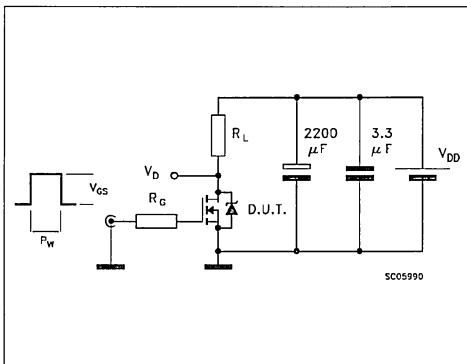 R_L
2200 μF
3.3 μF
V_DD
V_D
V_GS
R_G
D.U.T.
P_W
SC05990